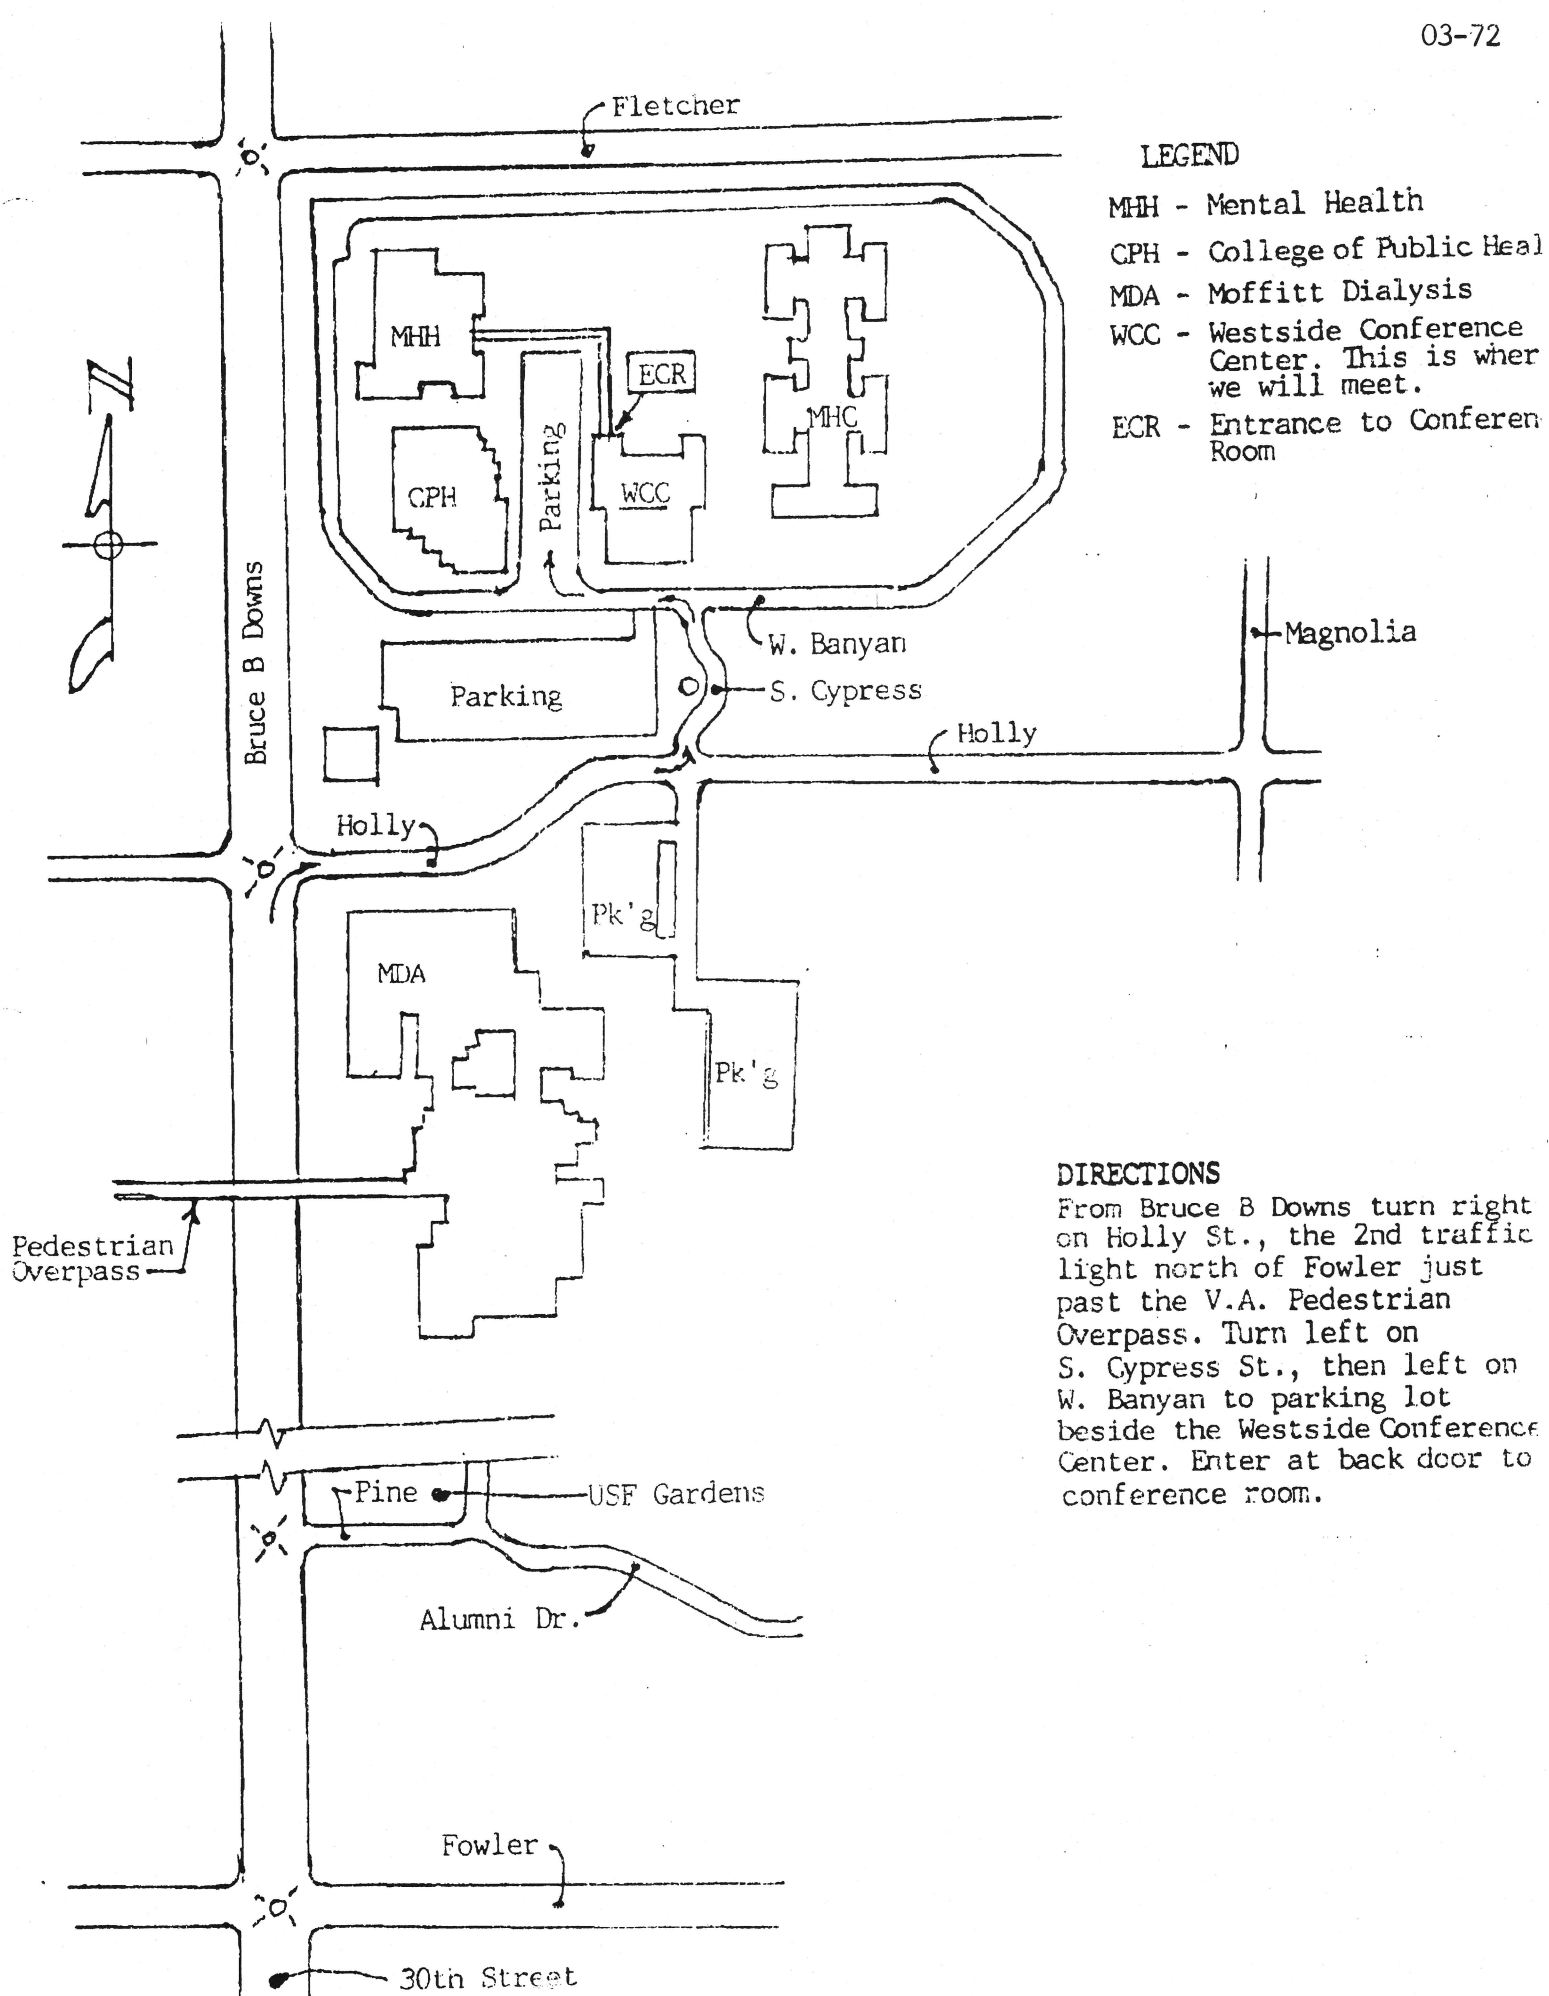 03-72
Fletcher
LEGEND
MHH - Mental Health
CPH - College of Public Heal
MDA - Moffitt Dialysis
WCC - Westside Conference
Center. This is wher
we will meet.
ECR - Entrance to Conferen
Room
N
MHH
ECR
MHC
Parking
CPH
WCC
Bruce B Downs
W. Banyan
Magnolia
Parking
S. Cypress
Holly
Holly
Pk'g
MDA
Pk'g
Pedestrian
Overpass
DIRECTIONS
From Bruce B Downs turn right
on Holly St., the 2nd traffic
light north of Fowler just
past the V.A. Pedestrian
Overpass. Turn left on
S. Cypress St., then left on
W. Banyan to parking lot
beside the Westside Conference
Center. Enter at back door to
conference room.
Pine
USF Gardens
Alumni Dr.
Fowler
30th Street